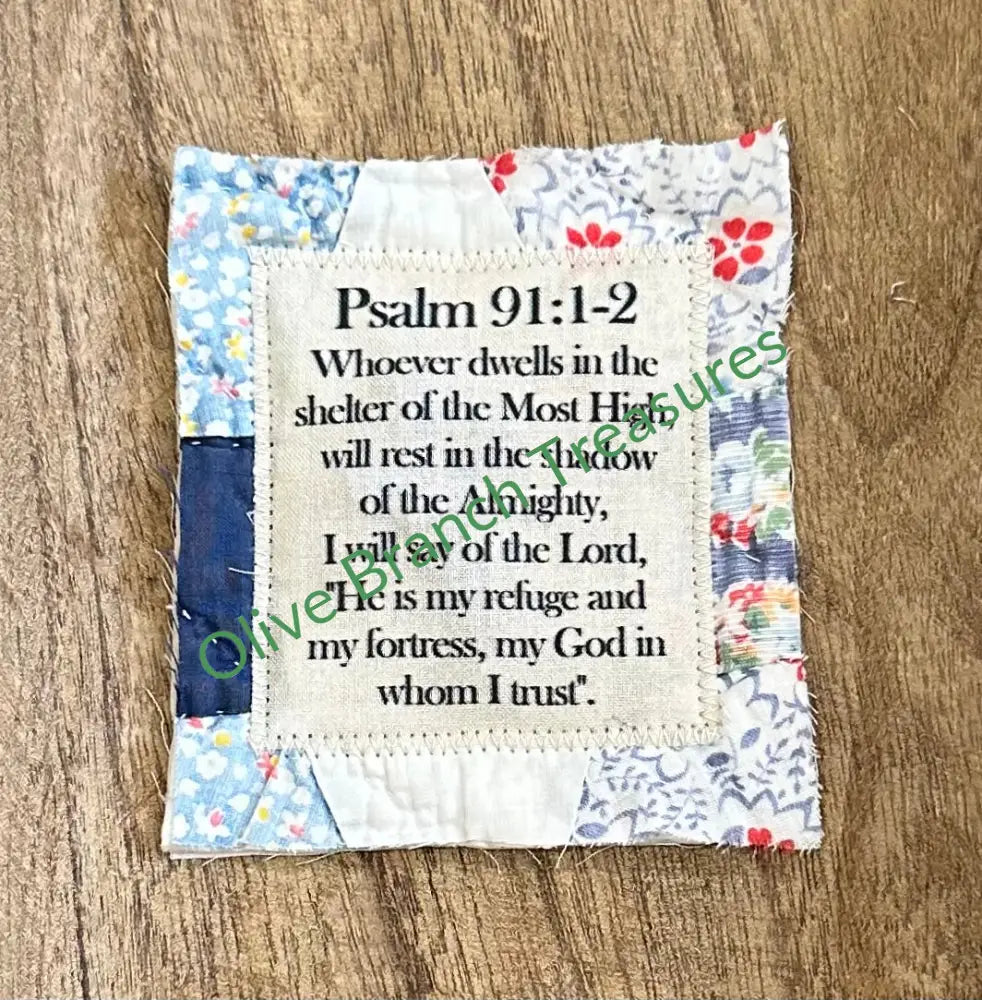 Psalm 91:1-2
Whoever dwells in the
shelter of the Most High,
will rest in the shadow
of the Almighty,
I will say of the Lord,
"He is my refuge and
my fortress, my God in
whom I trust".
Olive Branch Treasures